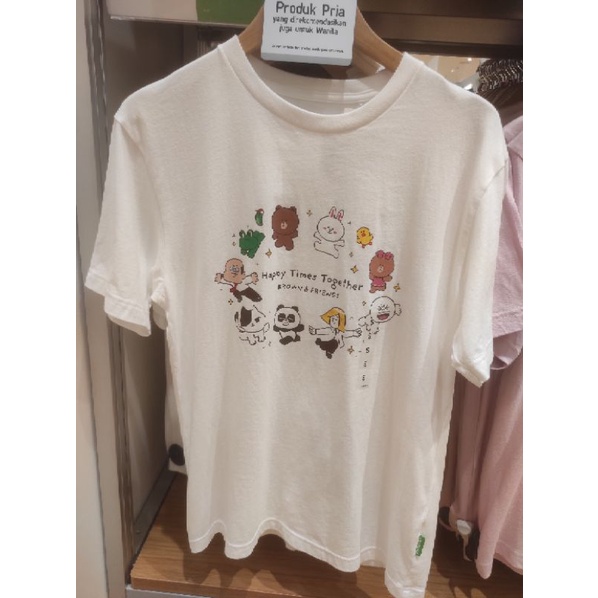 Produk Pria
yang direkomendasikan
juga untuk Wanita
Happy Times Together
BROWN & FRIENDS
S
S
S
S